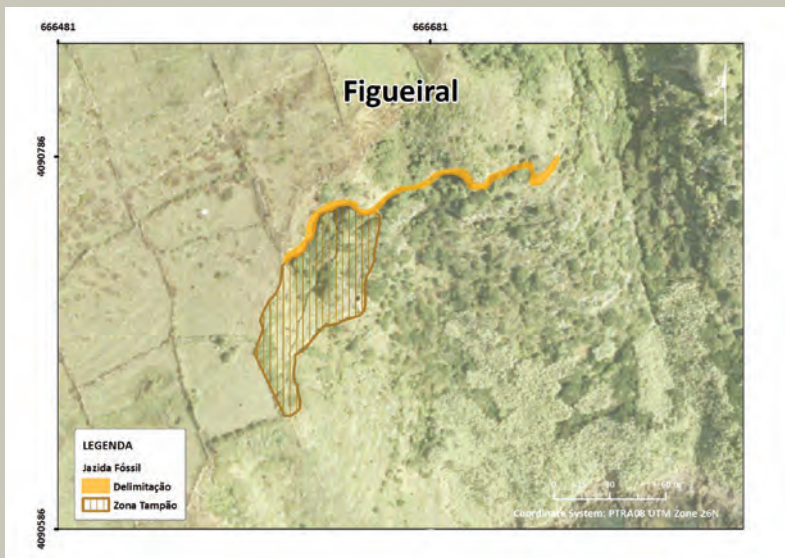 666481
666681
Figueiral
4090786
LEGENDA
Jazida Fóssil
Delimitação
Zona Tampão
4090586
Coordinate System: PTRA08 UTM Zone 26N